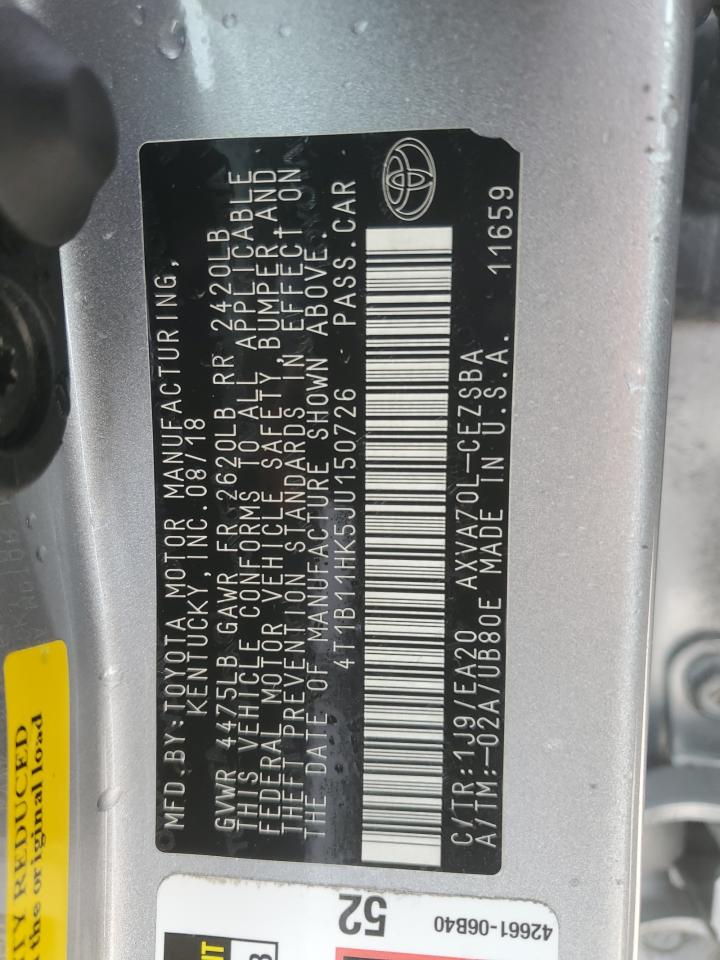 MFD.BY:TOYOTA MOTOR MANUFACTURING,
KENTUCKY, INC.08/18
GVWR 4475LB GAWR FR 2620LB RR 2420LB
THIS VEHICLE CONFORMS TO ALL APPLICABLE
FEDERAL MOTOR VEHICLE SAFETY, BUMPER, AND
THEFT PREVENTION STANDARDS IN EFFECT ON
THE DATE OF MANUFACTURE SHOWN ABOVE.
4T1B11HK5JU150726 PASS.CAR
C/TR:1J9/EA20 AXVA70L-CEZSBA 11659
A/TM:-02A/UB80E MADE IN U.S.A.
REDUCED
the original load
52
42661-06B40